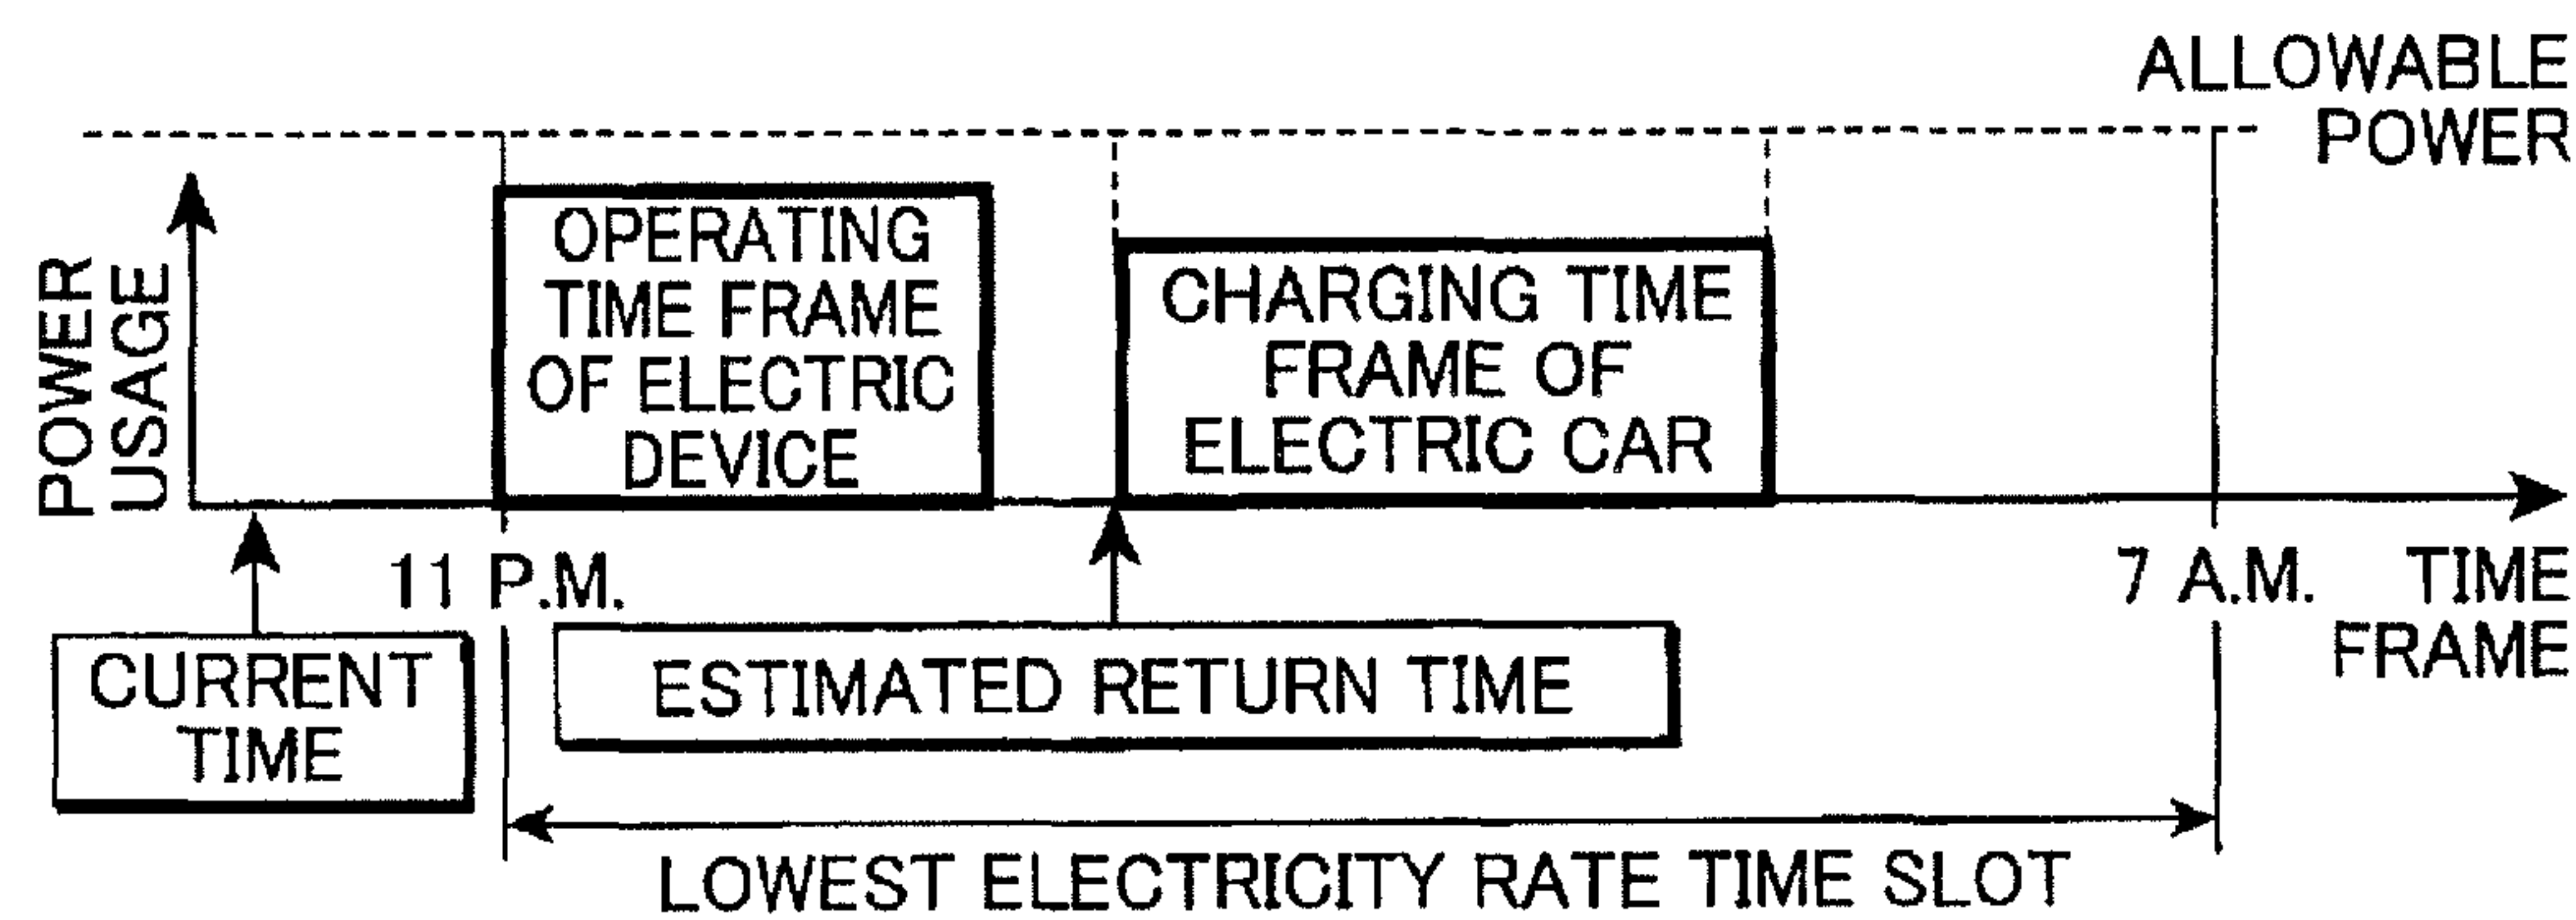 ALLOWABLE
POWER
POWER
USAGE
OPERATING
TIME FRAME
OF ELECTRIC
DEVICE
CHARGING TIME
FRAME OF
ELECTRIC CAR
11 P.M.
7 A.M.
TIME
FRAME
CURRENT
TIME
ESTIMATED RETURN TIME
LOWEST ELECTRICITY RATE TIME SLOT